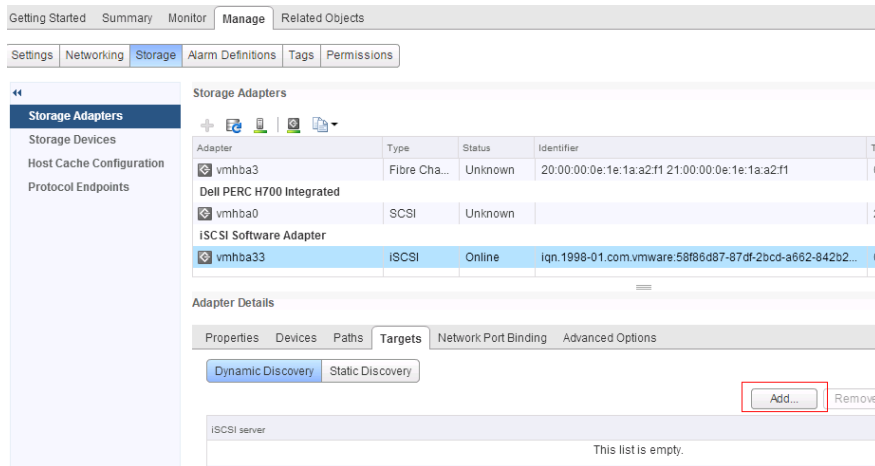 Getting Started Summary Monitor Manage Related Objects
Settings Networking Storage Alarm Definitions Tags Permissions
Storage Adapters
Storage Devices
Host Cache Configuration
Protocol Endpoints
Storage Adapters
Adapter Type Status Identifier
vmhba3 Fibre Cha... Unknown 20:00:00:0e:1e:1a:a2:f1 21:00:00:0e:1e:1a:a2:f1
Dell PERC H700 Integrated
vmhba0 SCSI Unknown
iSCSI Software Adapter
vmhba33 iSCSI Online iqn.1998-01.com.vmware:58f86d87-87df-2bcd-a662-842b2...
Adapter Details
Properties Devices Paths Targets Network Port Binding Advanced Options
Dynamic Discovery Static Discovery
Add... Remove
iSCSI server
This list is empty.